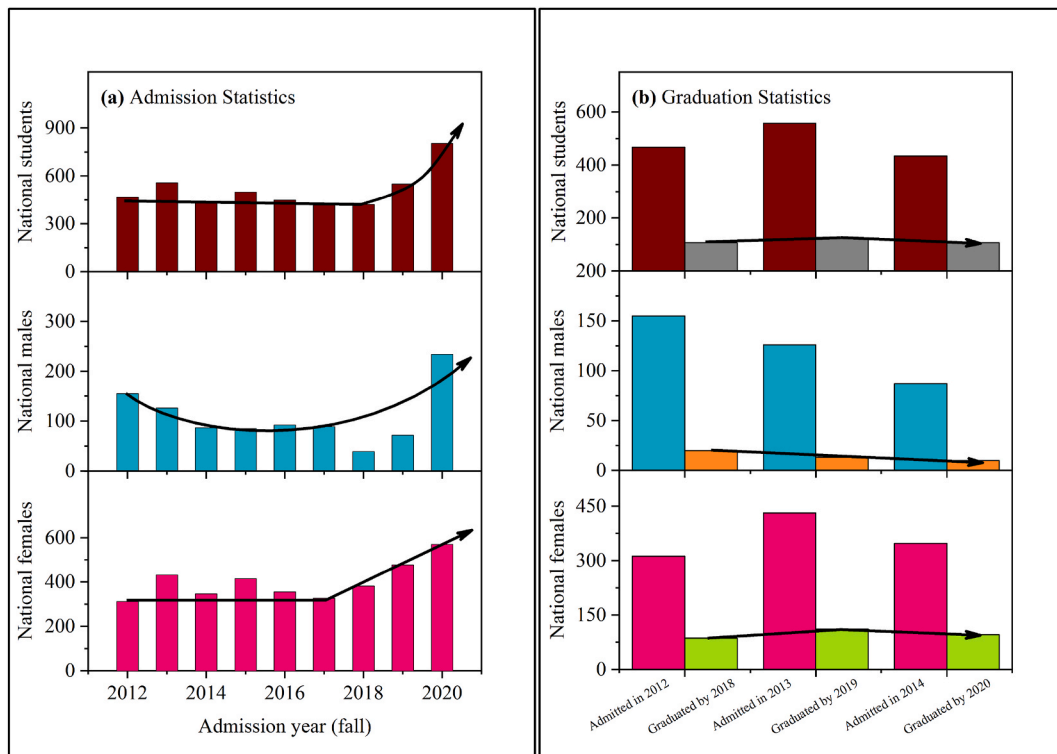 (a) Admission Statistics
National students
900
600
300
0
National males
300
200
100
0
National females
600
400
200
0
2012 2014 2016 2018 2020
Admission year (fall)
(b) Graduation Statistics
National students
600
400
200
200
National males
150
100
50
0
National females
450
300
150
0
Admitted in 2012
Graduated by 2018
Admitted in 2013
Graduated by 2019
Admitted in 2014
Graduated by 2020